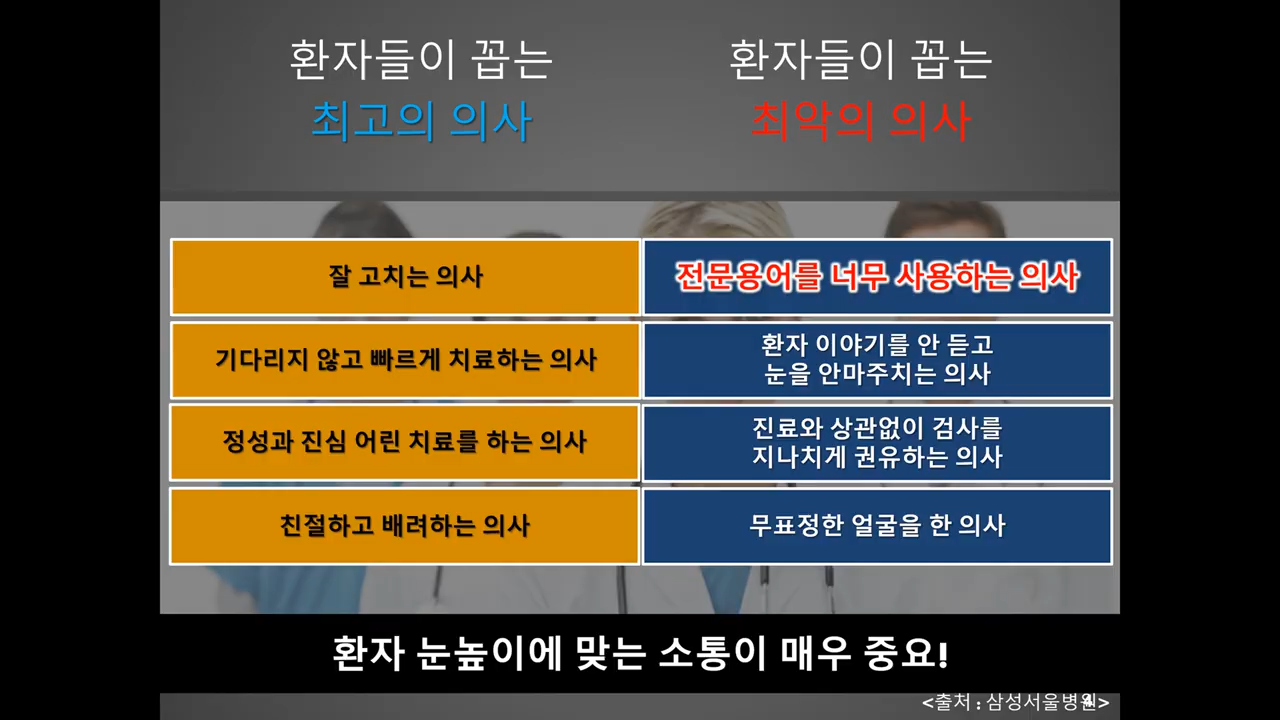 환자들이 꼽는
최고의 의사
환자들이 꼽는
최악의 의사
잘 고치는 의사
전문용어를 너무 사용하는 의사
기다리지 않고 빠르게 치료하는 의사
환자 이야기를 안 듣고
눈을 안마주치는 의사
정성과 진심 어린 치료를 하는 의사
진료와 상관없이 검사를
지나치게 권유하는 의사
친절하고 배려하는 의사
무표정한 얼굴을 한 의사
환자 눈높이에 맞는 소통이 매우 중요!
<출처 : 삼성서울병원>
4